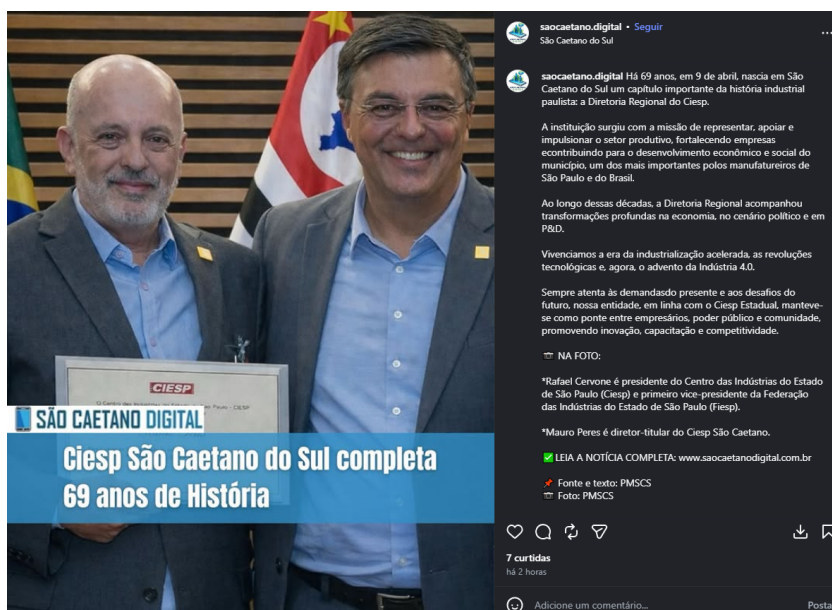 CIESP
SÃO CAETANO DIGITAL
Ciesp São Caetano do Sul completa
69 anos de História
saocaetano.digital • Seguir
São Caetano do Sul
saocaetano.digital Há 69 anos, em 9 de abril, nascia em São
Caetano do Sul um capítulo importante da história industrial
paulista: a Diretoria Regional do Ciesp.
A instituição surgiu com a missão de representar, apoiar e
impulsionar o setor produtivo, fortalecendo empresas
econtribuindo para o desenvolvimento econômico e social do
município, um dos mais importantes polos manufatureiros de
São Paulo e do Brasil.
Ao longo dessas décadas, a Diretoria Regional acompanhou
transformações profundas na economia, no cenário político e em
P&D.
Vivenciamos a era da industrialização acelerada, as revoluções
tecnológicas e, agora, o advento da Indústria 4.0.
Sempre atenta às demandasdo presente e aos desafios do
futuro, nossa entidade, em linha com o Ciesp Estadual, manteve-
se como ponte entre empresários, poder público e comunidade,
promovendo inovação, capacitação e competitividade.
NA FOTO:
*Rafael Cervone é presidente do Centro das Indústrias do Estado
de São Paulo (Ciesp) e primeiro vice-presidente da Federação
das Indústrias do Estado de São Paulo (Fiesp).
*Mauro Peres é diretor-titular do Ciesp São Caetano.
✅ LEIA A NOTÍCIA COMPLETA: www.saocaetanodigital.com.br
📌 Fonte e texto: PMSCS
Foto: PMSCS
7 curtidas
há 2 horas
Adicione um comentário...
Posta